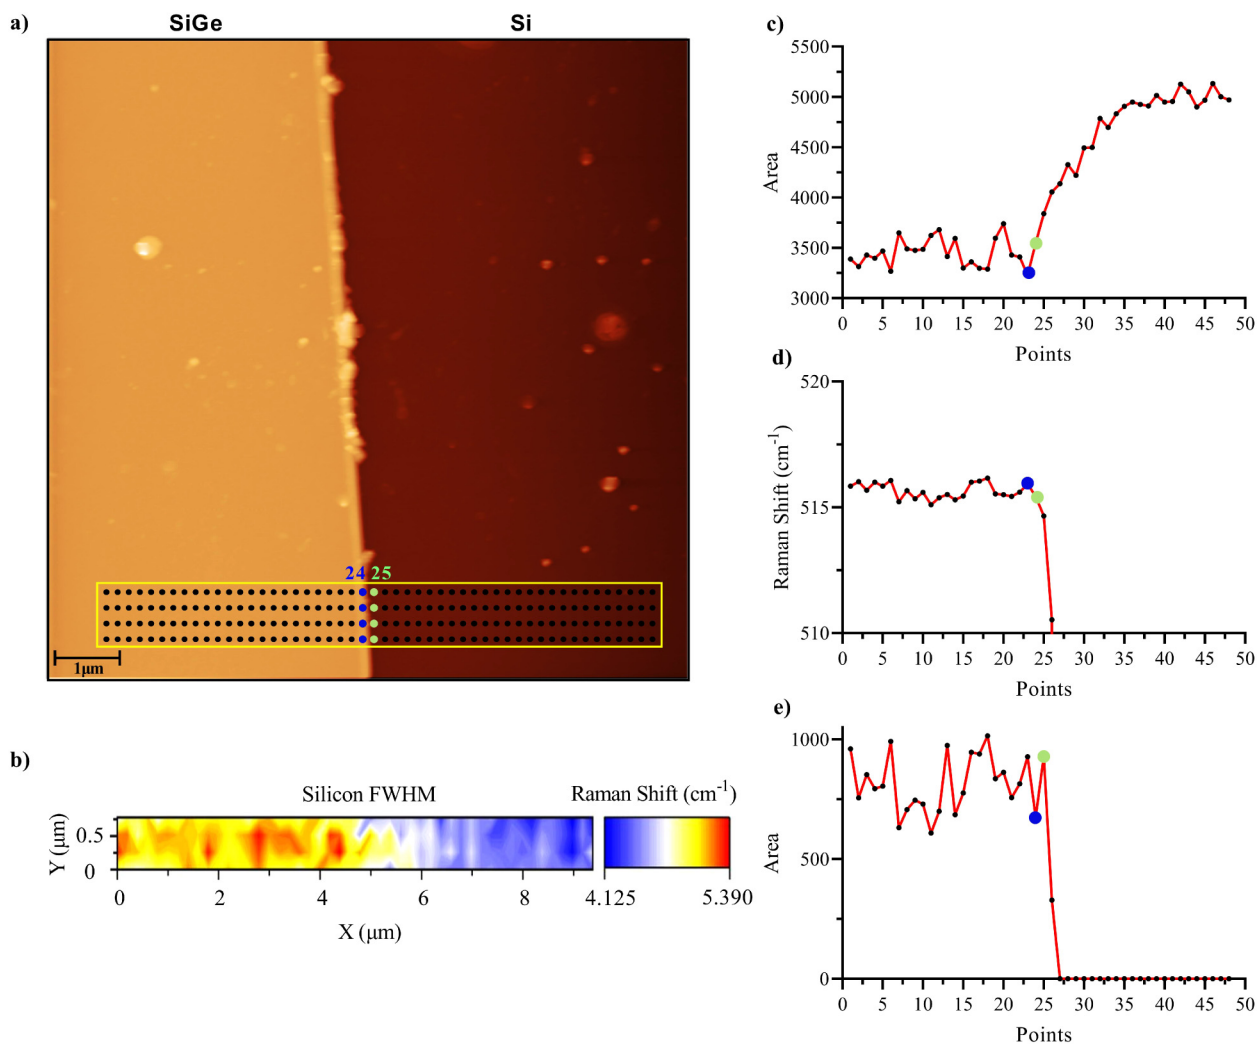 a)
SiGe
Si
24 25
1μm
b)
Silicon FWHM
Raman Shift (cm-1)
Y (μm)
0.5
0
0 2 4 6 8
X (μm)
4.125 5.390
c)
Area
5500
5000
4500
4000
3500
3000
0 5 10 15 20 25 30 35 40 45 50
Points
d)
Raman Shift (cm-1)
520
515
510
0 5 10 15 20 25 30 35 40 45 50
Points
e)
Area
1000
500
0
0 5 10 15 20 25 30 35 40 45 50
Points